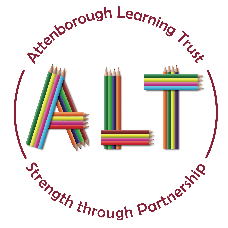 Attenborough Learning Trust
ALT
Strength through Partnership